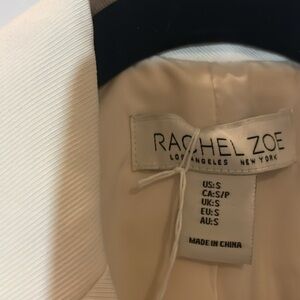 RACHEL ZOE
LOS ANGELES NEW YORK
US:S
CA:S/P
UK:S
EU:S
AU:S
MADE IN CHINA